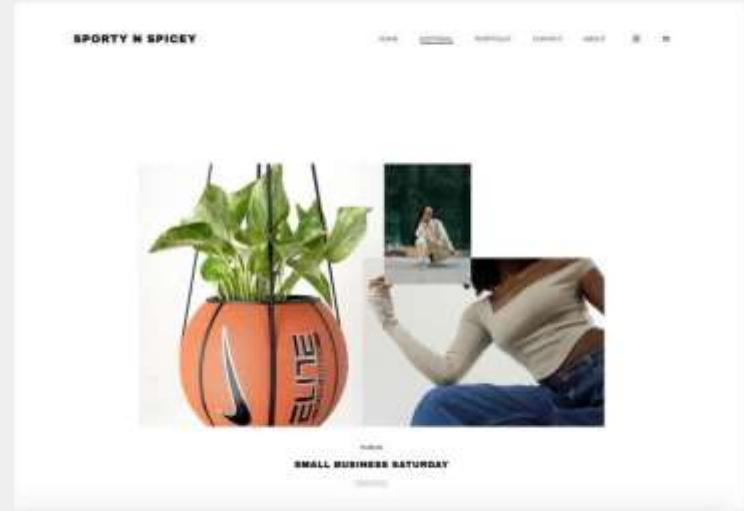 SPORTY N SPICEY
HOME EDITORIAL PORTFOLIO CONTACT ABOUT
ELITE
SMALL BUSINESS SATURDAY